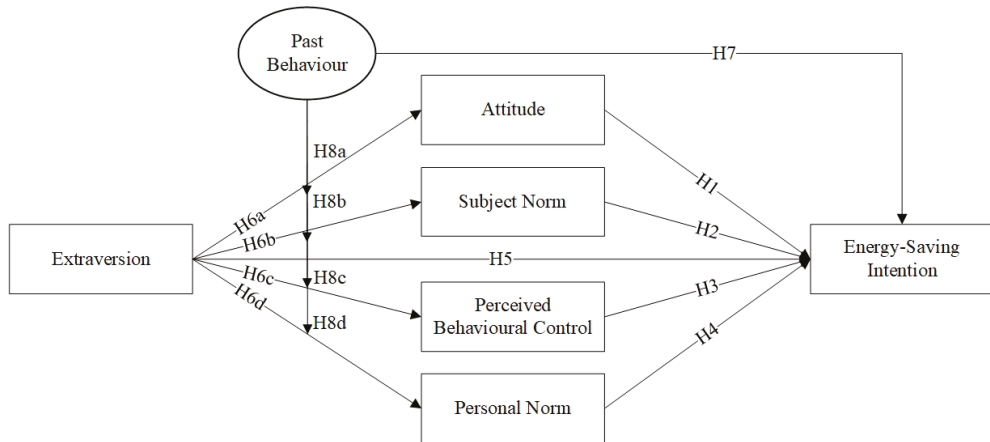 Past
Behaviour
H7
Attitude
H8a
H1
H8b
Subject Norm
H6a
H6b
H2
Extraversion
H5
Energy-Saving
Intention
H6c
H8c
H3
Perceived
Behavioural Control
H6d
H8d
H4
Personal Norm